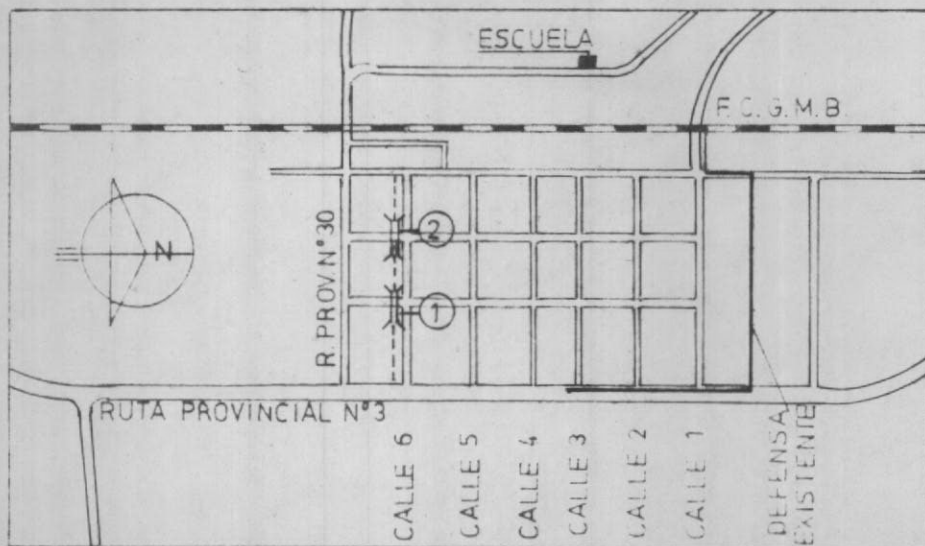 ESCUELA
F. C. G. M. B.
N
R. PROV. N° 30
2
1
RUTA PROVINCIAL N° 3
CALLE 6
CALLE 5
CALLE 4
CALLE 3
CALLE 2
CALLE 1
DEFENSA
EXISTENTE